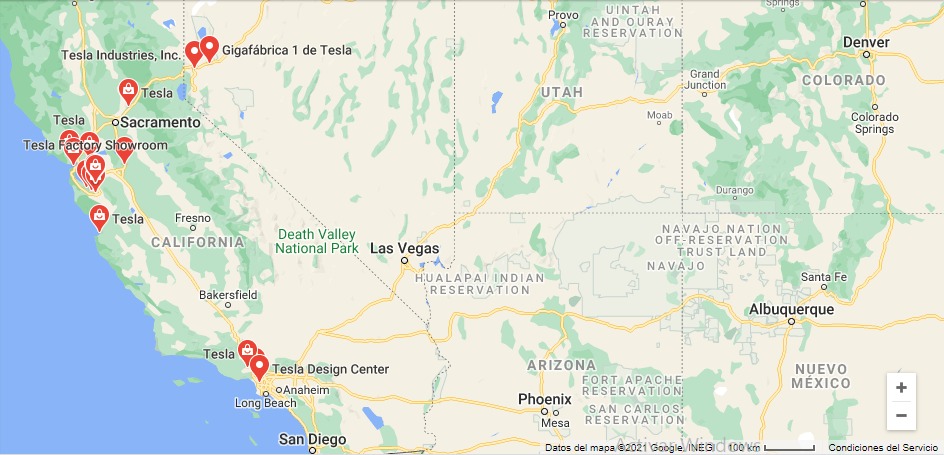 Springs
Provo
UINTAH
AND OURAY
RESERVATION
Denver
Tesla Industries, Inc.
Gigafábrica 1 de Tesla
Grand
Junction
COLORADO
Tesla
UTAH
Moab
Colorado
Springs
Tesla
Sacramento
Tesla Factory Showroom
Durango
Tesla
Fresno
CALIFORNIA
Death Valley
National Park
Las Vegas
NAVAJO NATION
OFF-RESERVATION
TRUST LAND
NAVAJO
HUALAPAI INDIAN
RESERVATION
Santa Fe
Bakersfield
Albuquerque
Tesla
Tesla Design Center
Anaheim
Long Beach
ARIZONA
FORT APACHE
RESERVATION
SAN CARLOS
RESERVATION
NUEVO
MÉXICO
Phoenix
Mesa
San Diego
+
−
Activar Windows
Datos del mapa ©2021 Google, INEGI 100 km Condiciones del Servicio